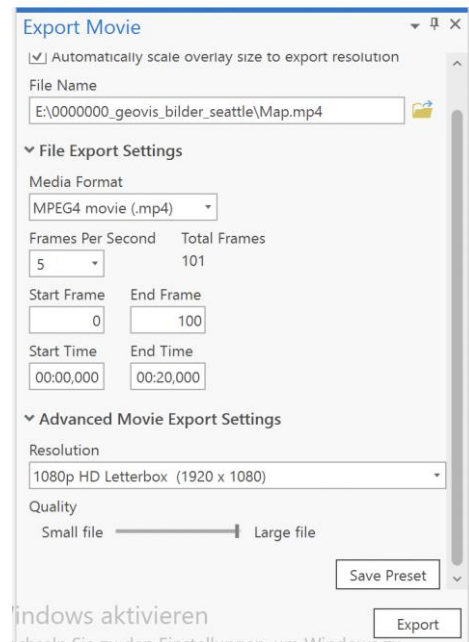 Export Movie
Automatically scale overlay size to export resolution
File Name
E:\0000000_geovis_bilder_seattle\Map.mp4
File Export Settings
Media Format
MPEG4 movie (.mp4)
Frames Per Second Total Frames
5 101
Start Frame End Frame
0 100
Start Time End Time
00:00,000 00:20,000
Advanced Movie Export Settings
Resolution
1080p HD Letterbox (1920 x 1080)
Quality
Small file Large file
Save Preset
indows aktivieren
Export